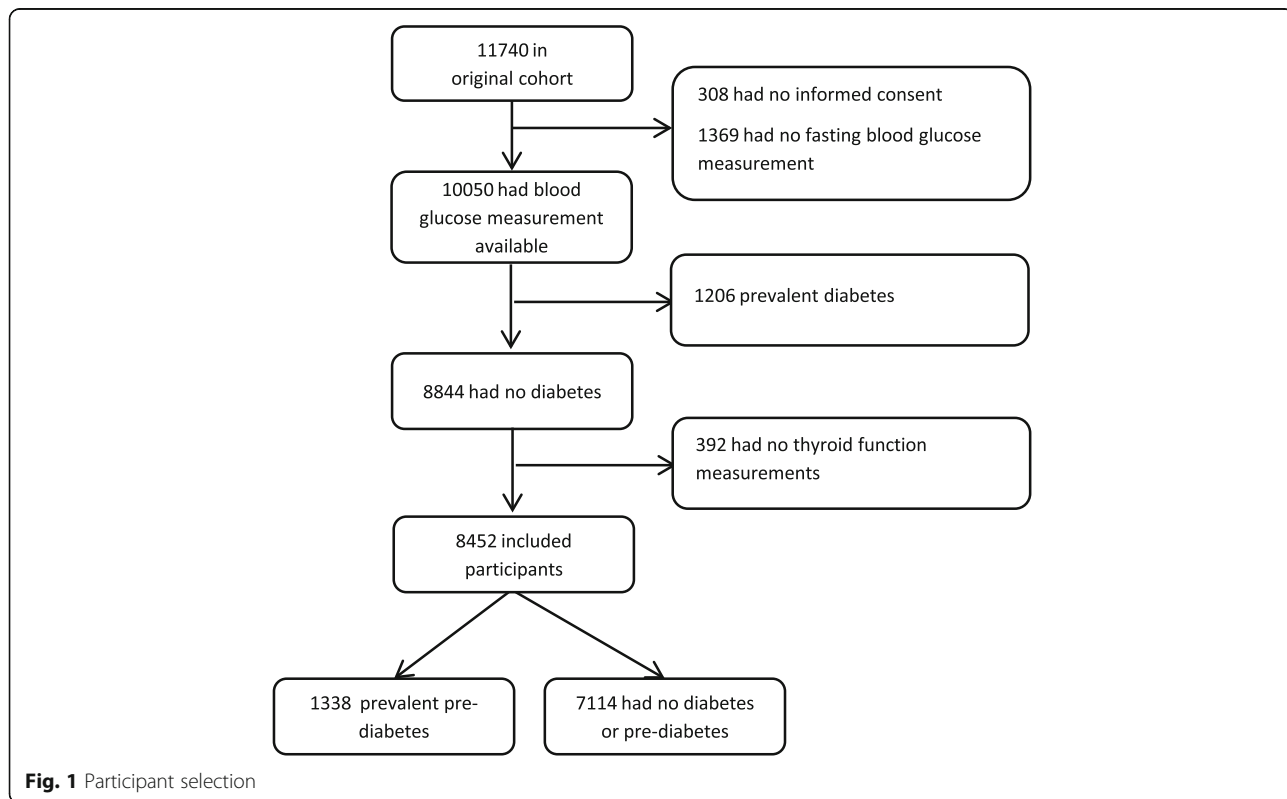 11740 in
original cohort
308 had no informed consent
1369 had no fasting blood glucose
measurement
10050 had blood
glucose measurement
available
1206 prevalent diabetes
8844 had no diabetes
392 had no thyroid function
measurements
8452 included
participants
1338 prevalent pre-
diabetes
7114 had no diabetes
or pre-diabetes
Fig. 1 Participant selection